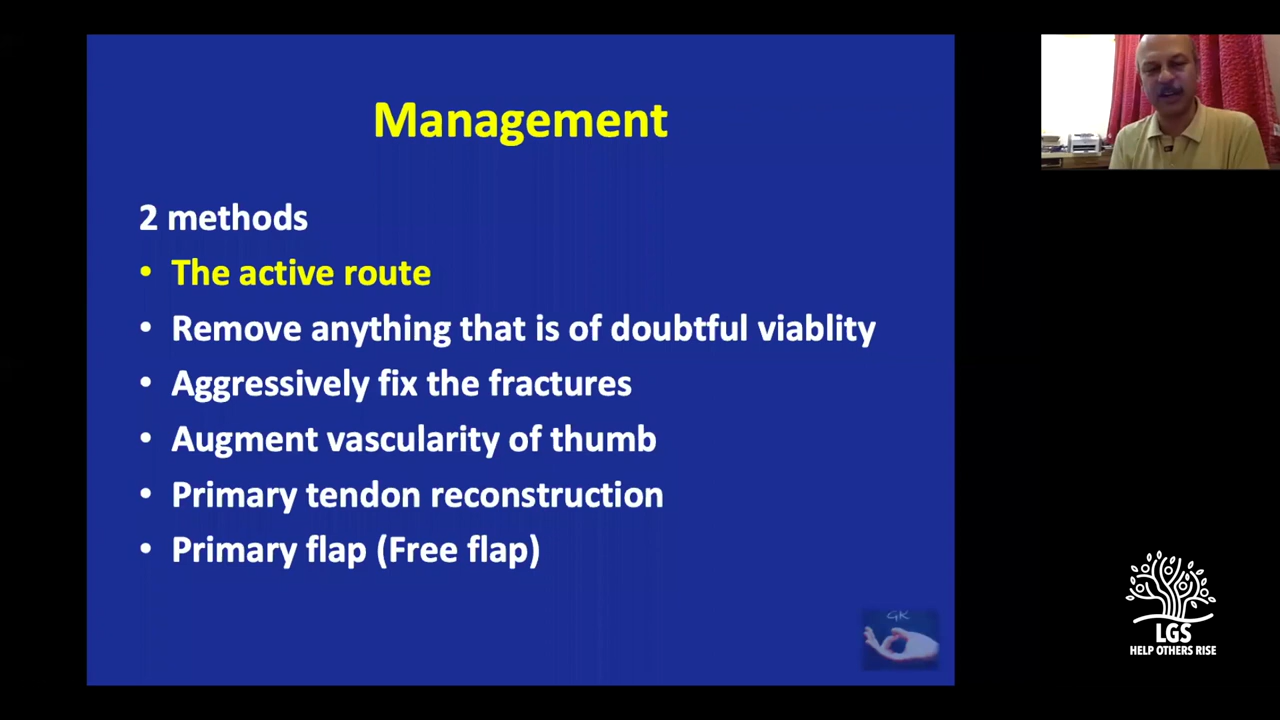 Management
2 methods
• The active route
• Remove anything that is of doubtful viablity
• Aggressively fix the fractures
• Augment vascularity of thumb
• Primary tendon reconstruction
• Primary flap (Free flap)
GK
LGS
HELP OTHERS RISE